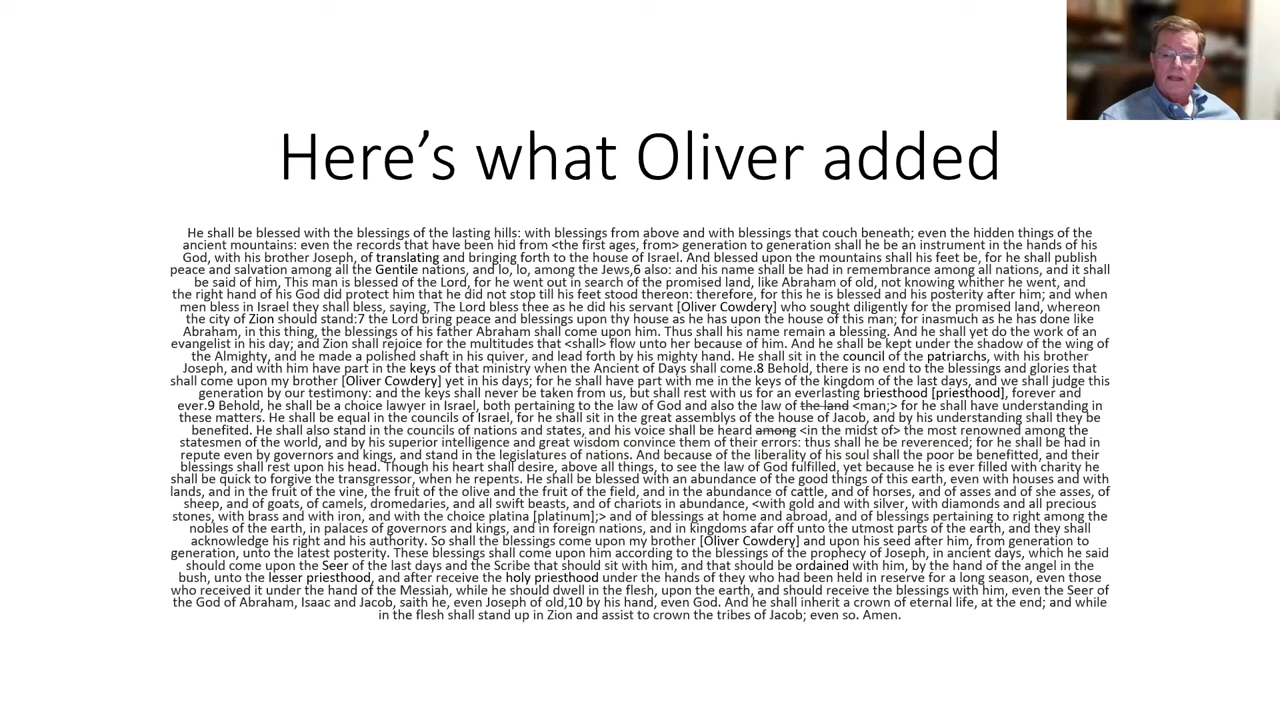 Here’s what Oliver added
He shall be blessed with the blessings of the lasting hills: with blessings from above and with blessings that couch beneath; even the hidden things of the
ancient mountains: even the records that have been hid from <the first ages, from> generation to generation shall he be an instrument in the hands of his
God, with his brother Joseph, of translating and bringing forth to the house of Israel. And blessed upon the mountains shall his feet be, for he shall publish
peace and salvation among all the Gentile nations, and lo, lo, among the Jews,6 also: and his name shall be had in remembrance among all nations, and it shall
be said of him, This man is blessed of the Lord, for he went out in search of the promised land, like Abraham of old, not knowing whither he went, and
the right hand of his God did protect him that he did not stop till his feet stood thereon: therefore, for this he is blessed and his posterity after him; and when
men bless in Israel they shall bless, saying, The Lord bless thee as he did his servant [Oliver Cowdery] who sought diligently for the promised land, whereon
the city of Zion should stand:7 the Lord bring peace and blessings upon thy house as he has upon the house of this man; for inasmuch as he has done like
Abraham, in this thing, the blessings of his father Abraham shall come upon him. Thus shall his name remain a blessing. And he shall yet do the work of an
evangelist in his day; and Zion shall rejoice for the multitudes that <shall> flow unto her because of him. And he shall be kept under the shadow of the wing of
the Almighty, and he made a polished shaft in his quiver, and lead forth by his mighty hand. He shall sit in the council of the patriarchs, with his brother
Joseph, and with him have part in the keys of that ministry when the Ancient of Days shall come.8 Behold, there is no end to the blessings and glories that
shall come upon my brother [Oliver Cowdery] yet in his days; for he shall have part with me in the keys of the kingdom of the last days, and we shall judge this
generation by our testimony: and the keys shall never be taken from us, but shall rest with us for an everlasting briesthood [priesthood], forever and
ever.9 Behold, he shall be a choice lawyer in Israel, both pertaining to the law of God and also the law of the land <man;> for he shall have understanding in
these matters. He shall be equal in the councils of Israel, for he shall sit in the great assemblys of the house of Jacob, and by his understanding shall they be
benefited. He shall also stand in the councils of nations and states, and his voice shall be heard among <in the midst of> the most renowned among the
statesmen of the world, and by his superior intelligence and great wisdom convince them of their errors: thus shall he be reverenced; for he shall be had in
repute even by governors and kings, and stand in the legislatures of nations. And because of the liberality of his soul shall the poor be benefitted, and their
blessings shall rest upon his head. Though his heart shall desire, above all things, to see the law of God fulfilled, yet because he is ever filled with charity he
shall be quick to forgive the transgressor, when he repents. He shall be blessed with an abundance of the good things of this earth, even with houses and with
lands, and in the fruit of the vine, the fruit of the olive and the fruit of the field, and in the abundance of cattle, and of horses, and of asses and of she asses, of
sheep, and of goats, of camels, dromedaries, and all swift beasts, and of chariots in abundance, <with gold and with silver, with diamonds and all precious
stones, with brass and with iron, and with the choice platina [platinum];> and of blessings at home and abroad, and of blessings pertaining to right among the
nobles of the earth, in palaces of governors and kings, and in foreign nations, and in kingdoms afar off unto the utmost parts of the earth, and they shall
acknowledge his right and his authority. So shall the blessings come upon my brother [Oliver Cowdery] and upon his seed after him, from generation to
generation, unto the latest posterity. These blessings shall come upon him according to the blessings of the prophecy of Joseph, in ancient days, which he said
should come upon the Seer of the last days and the Scribe that should sit with him, and that should be ordained with him, by the hand of the angel in the
bush, unto the lesser priesthood, and after receive the holy priesthood under the hands of they who had been held in reserve for a long season, even those
who received it under the hand of the Messiah, while he should dwell in the flesh, upon the earth, and should receive the blessings with him, even the Seer of
the God of Abraham, Isaac and Jacob, saith he, even Joseph of old,10 by his hand, even God. And he shall inherit a crown of eternal life, at the end; and while
in the flesh shall stand up in Zion and assist to crown the tribes of Jacob; even so. Amen.